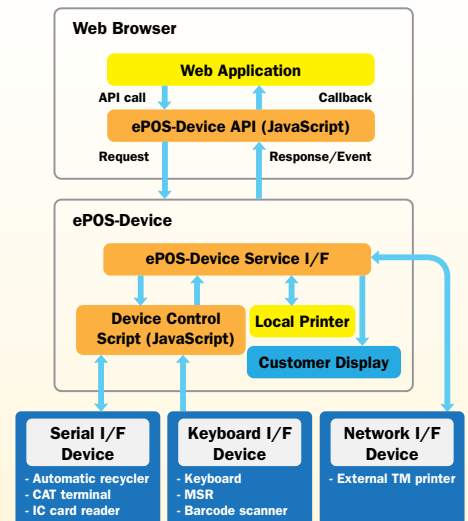 Web Browser
Web Application
API call
Callback
ePOS-Device API (JavaScript)
Request
Response/Event
ePOS-Device
ePOS-Device Service I/F
Device Control
Script (JavaScript)
Local Printer
Customer Display
Serial I/F
Device
- Automatic recycler
- CAT terminal
- IC card reader
Keyboard I/F
Device
- Keyboard
- MSR
- Barcode scanner
Network I/F
Device
- External TM printer